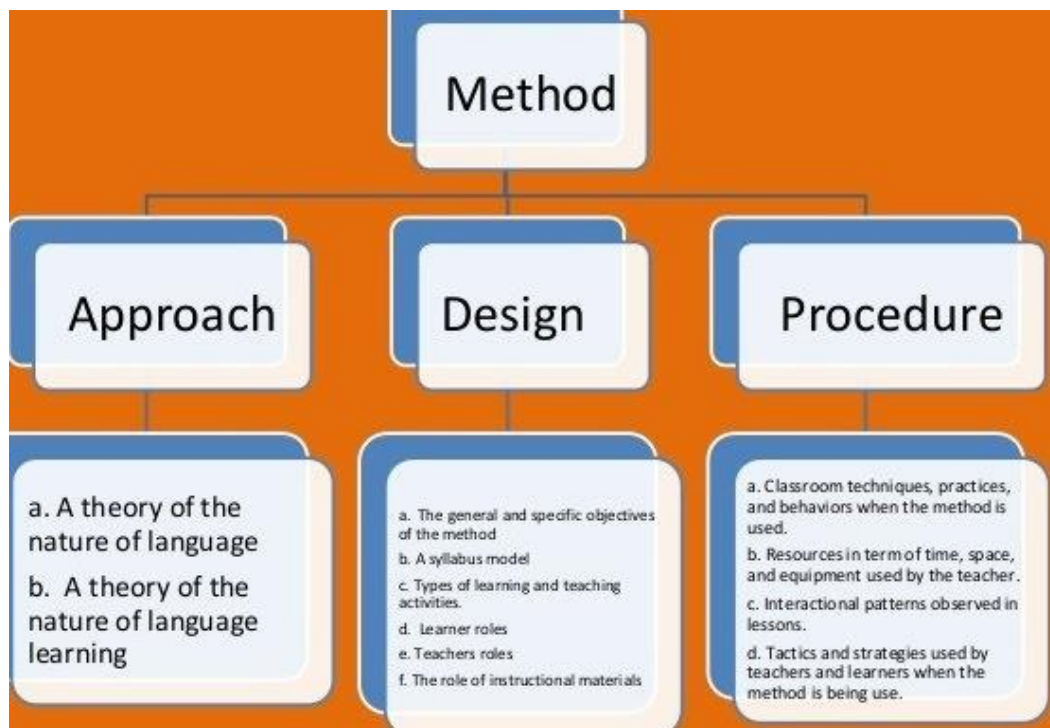 Method
Approach
Design
Procedure
a. A theory of the
nature of language
b. A theory of the
nature of language
learning
a. The general and specific objectives
of the method
b. A syllabus model
c. Types of learning and teaching
activities.
d. Learner roles
e. Teachers roles
f. The role of instructional materials
a. Classroom techniques, practices,
and behaviors when the method is
used.
b. Resources in term of time, space,
and equipment used by the teacher.
c. Interactional patterns observed in
lessons.
d. Tactics and strategies used by
teachers and learners when the
method is being use.